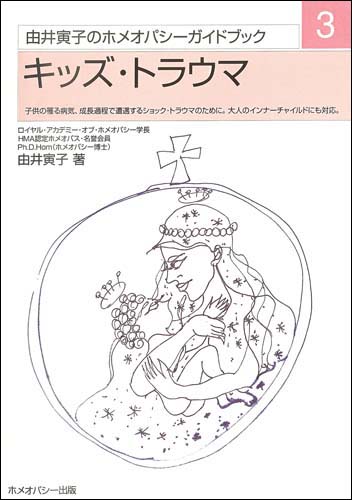 由井寅子のホメオパシーガイドブック
3
キッズ・トラウマ
子供の罹る病気、成長過程で遭遇するショック・トラウマのために。大人のインナーチャイルドにも対応。
ロイヤル・アカデミー・オブ・ホメオパシー学長
HMA認定ホメオパス・名誉会員
Ph.D.Hom(ホメオパシー博士)
由井寅子 著
ホメオパシー出版